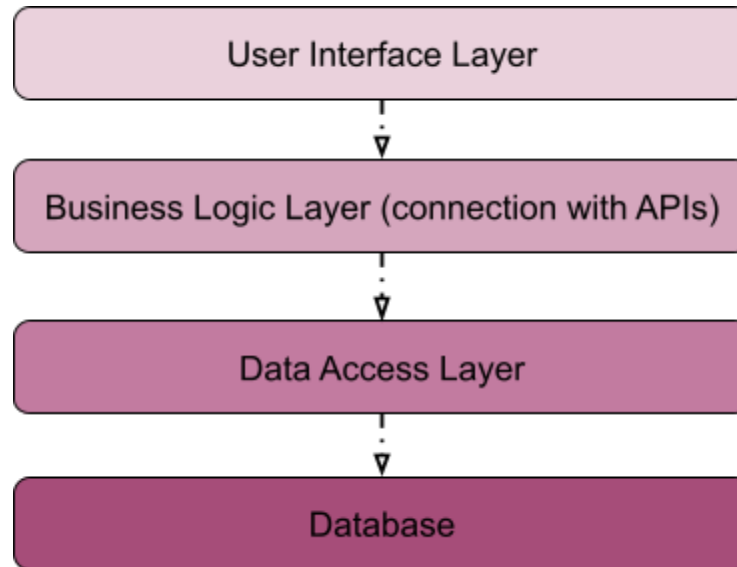 User Interface Layer
Business Logic Layer (connection with APIs)
Data Access Layer
Database